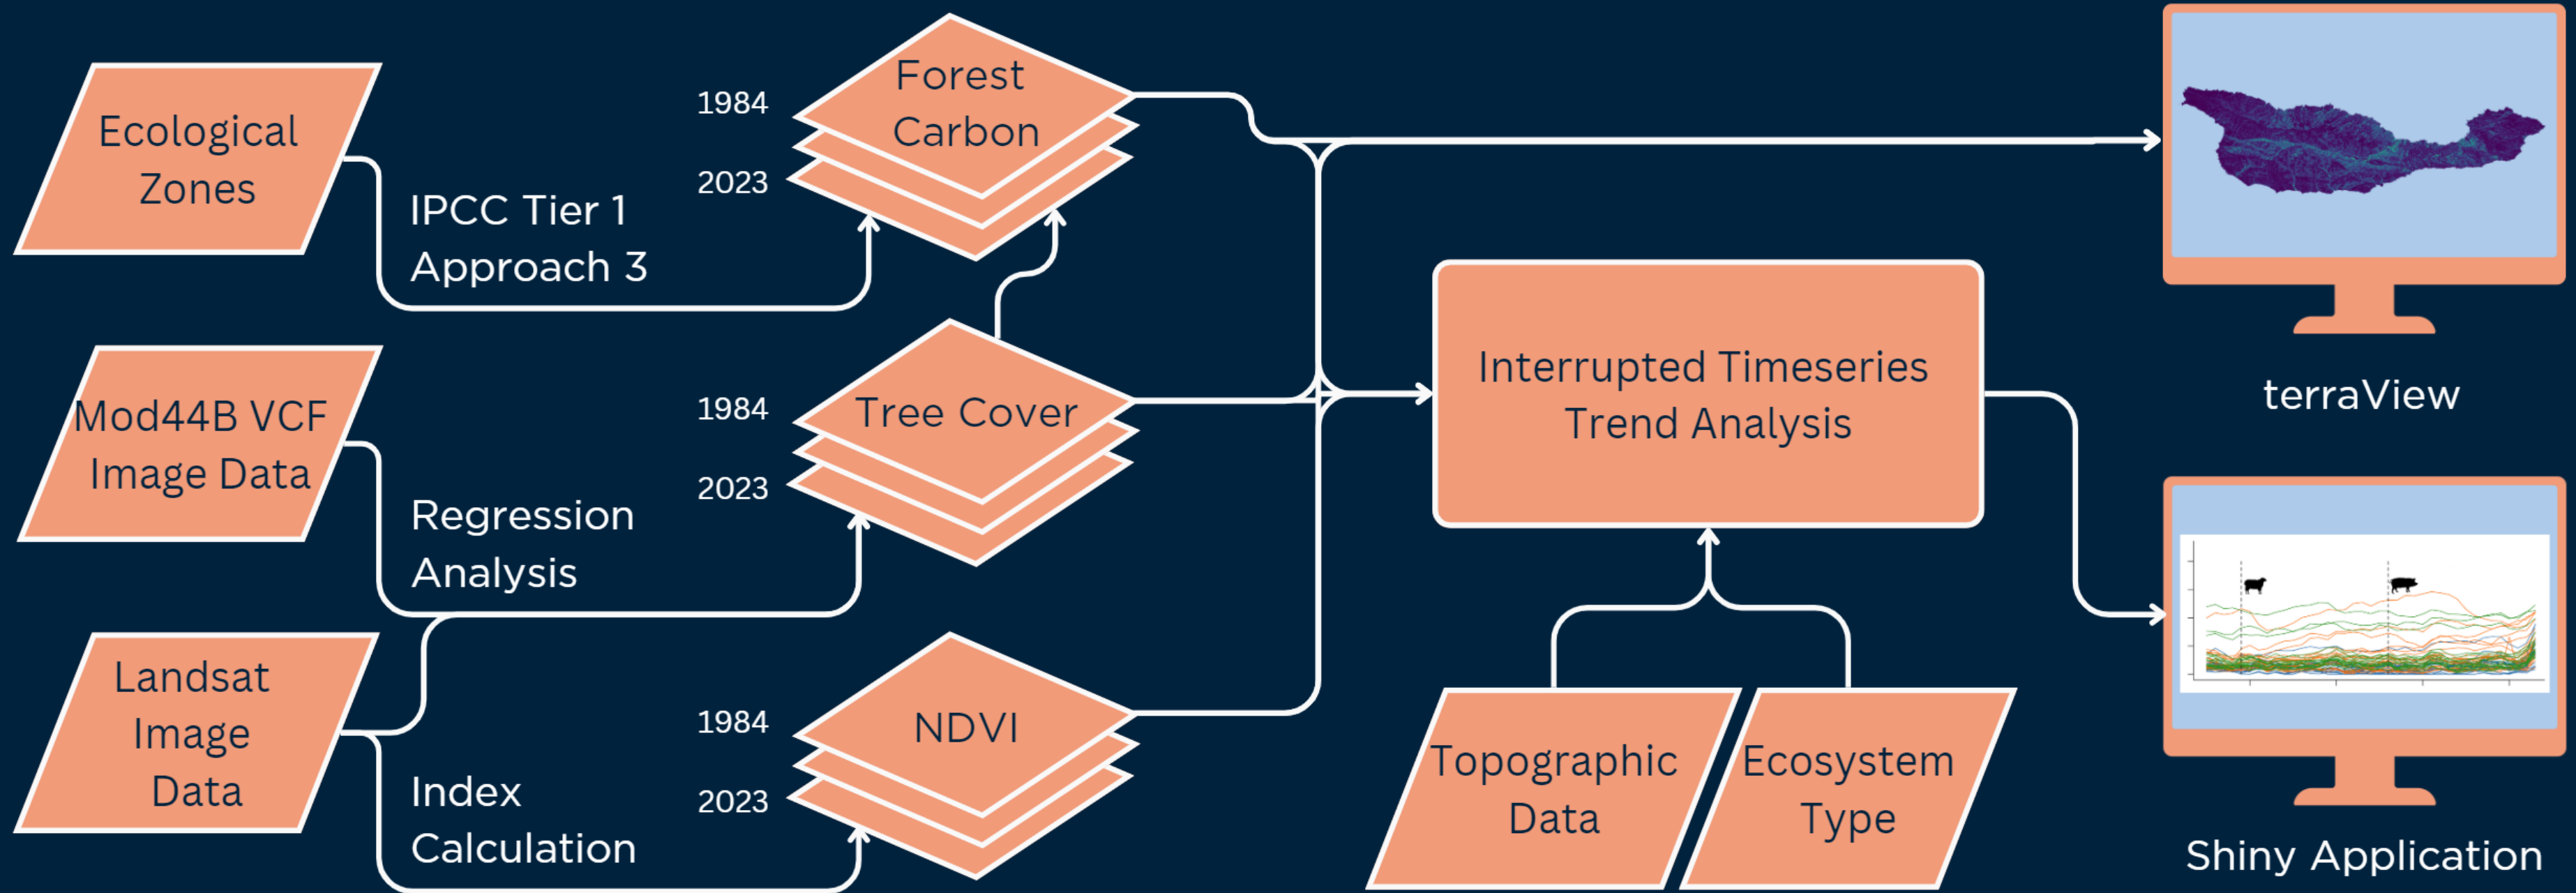 Ecological
Zones
IPCC Tier 1
Approach 3
1984
2023
Forest
Carbon
Mod44B VCF
Image Data
Regression
Analysis
1984
2023
Tree Cover
Landsat
Image
Data
Index
Calculation
1984
2023
NDVI
Interrupted Timeseries
Trend Analysis
Topographic
Data
Ecosystem
Type
terraView
Shiny Application